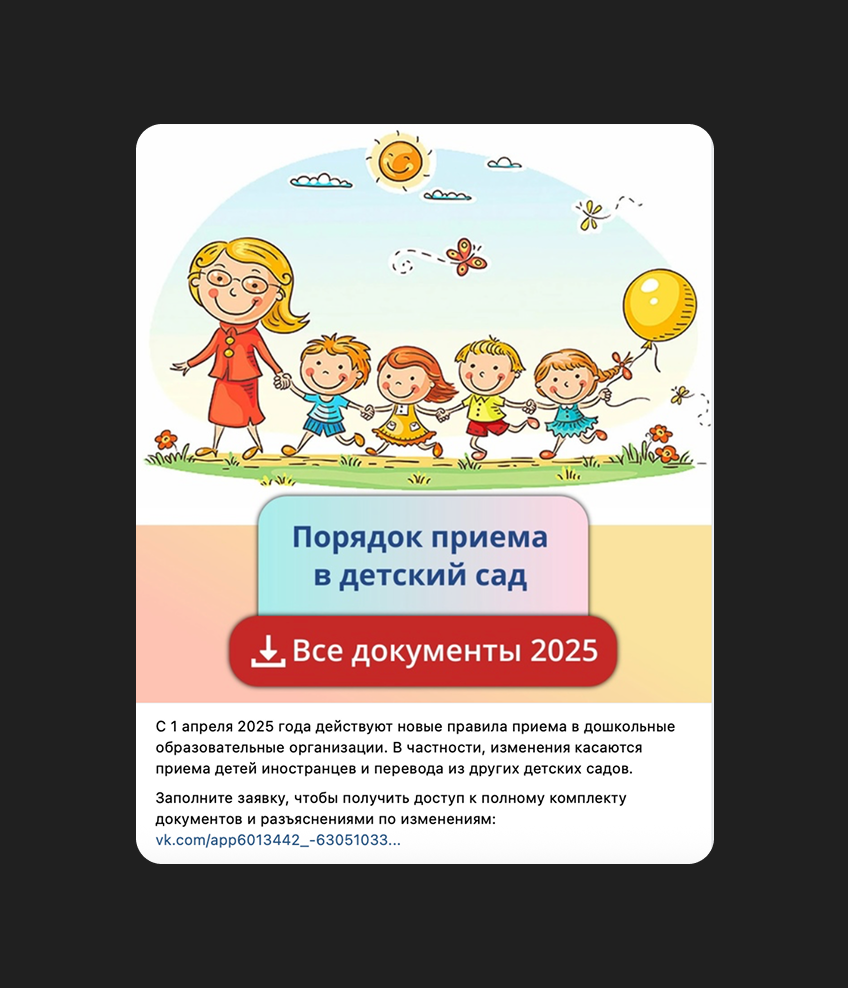 Порядок приема
в детский сад
Все документы 2025
С 1 апреля 2025 года действуют новые правила приема в дошкольные
образовательные организации. В частности, изменения касаются
приема детей иностранцев и перевода из других детских садов.
Заполните заявку, чтобы получить доступ к полному комплекту
документов и разъяснениями по изменениям:
vk.com/app6013442_-63051033...